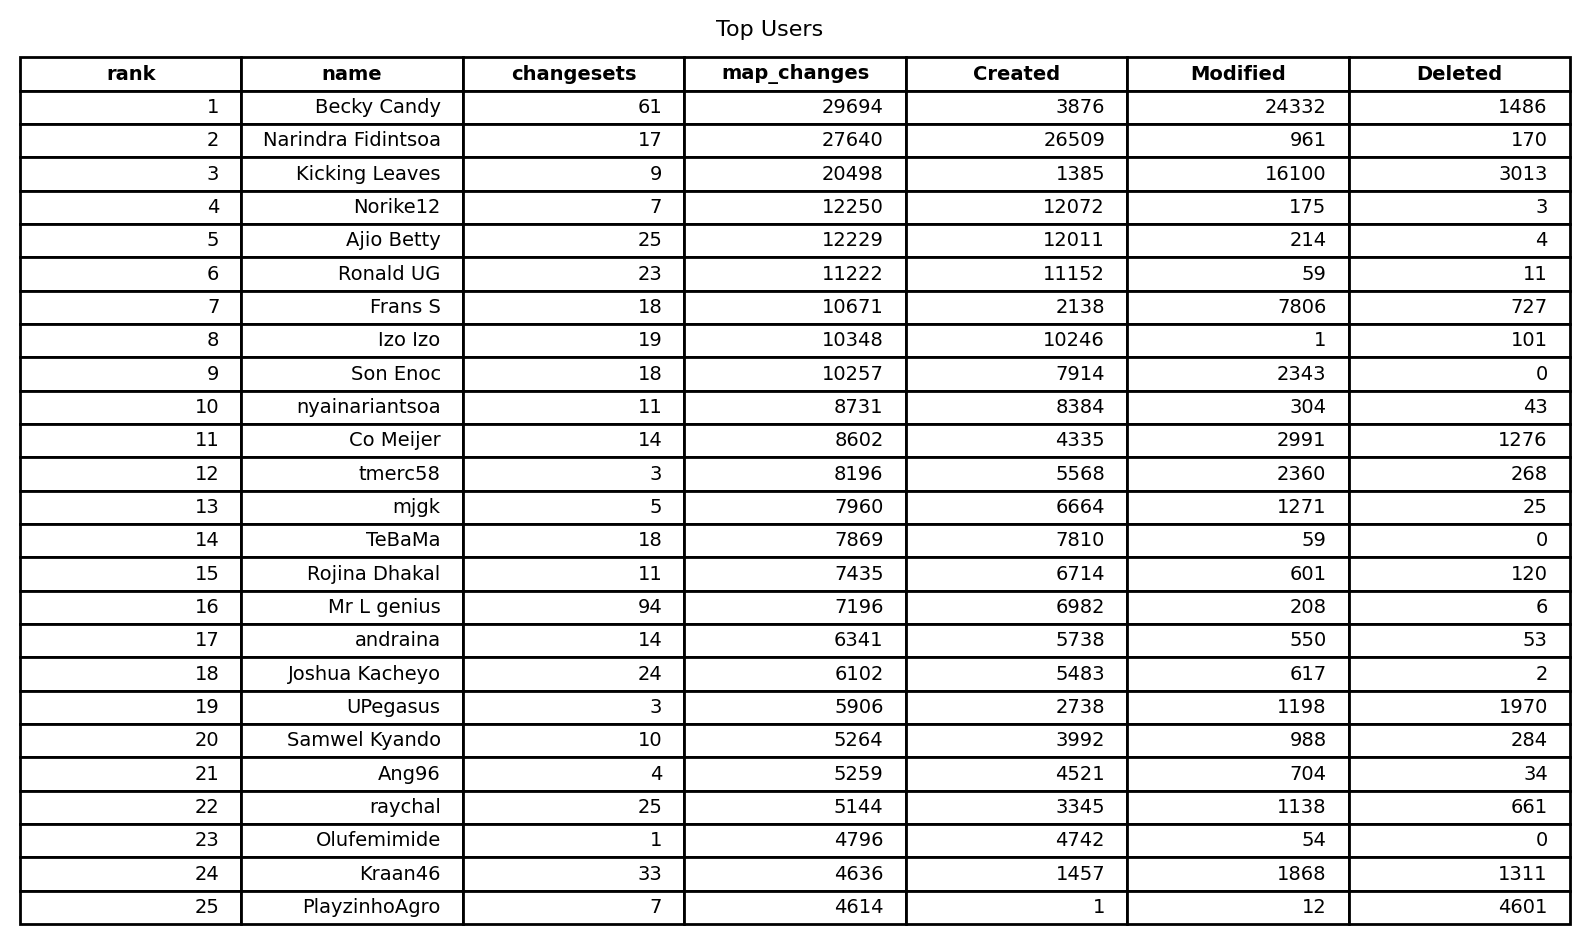 Top Users
rank name changesets map_changes Created Modified Deleted
1 Becky Candy 61 29694 3876 24332 1486
2 Narindra Fidintsoa 17 27640 26509 961 170
3 Kicking Leaves 9 20498 1385 16100 3013
4 Norike12 7 12250 12072 175 3
5 Ajio Betty 25 12229 12011 214 4
6 Ronald UG 23 11222 11152 59 11
7 Frans S 18 10671 2138 7806 727
8 Izo Izo 19 10348 10246 1 101
9 Son Enoc 18 10257 7914 2343 0
10 nyainariantsoa 11 8731 8384 304 43
11 Co Meijer 14 8602 4335 2991 1276
12 tmerc58 3 8196 5568 2360 268
13 mjgk 5 7960 6664 1271 25
14 TeBaMa 18 7869 7810 59 0
15 Rojina Dhakal 11 7435 6714 601 120
16 Mr L genius 94 7196 6982 208 6
17 andraina 14 6341 5738 550 53
18 Joshua Kacheyo 24 6102 5483 617 2
19 UPegasus 3 5906 2738 1198 1970
20 Samwel Kyando 10 5264 3992 988 284
21 Ang96 4 5259 4521 704 34
22 raychal 25 5144 3345 1138 661
23 Olufemimide 1 4796 4742 54 0
24 Kraan46 33 4636 1457 1868 1311
25 PlayzinhoAgro 7 4614 1 12 4601